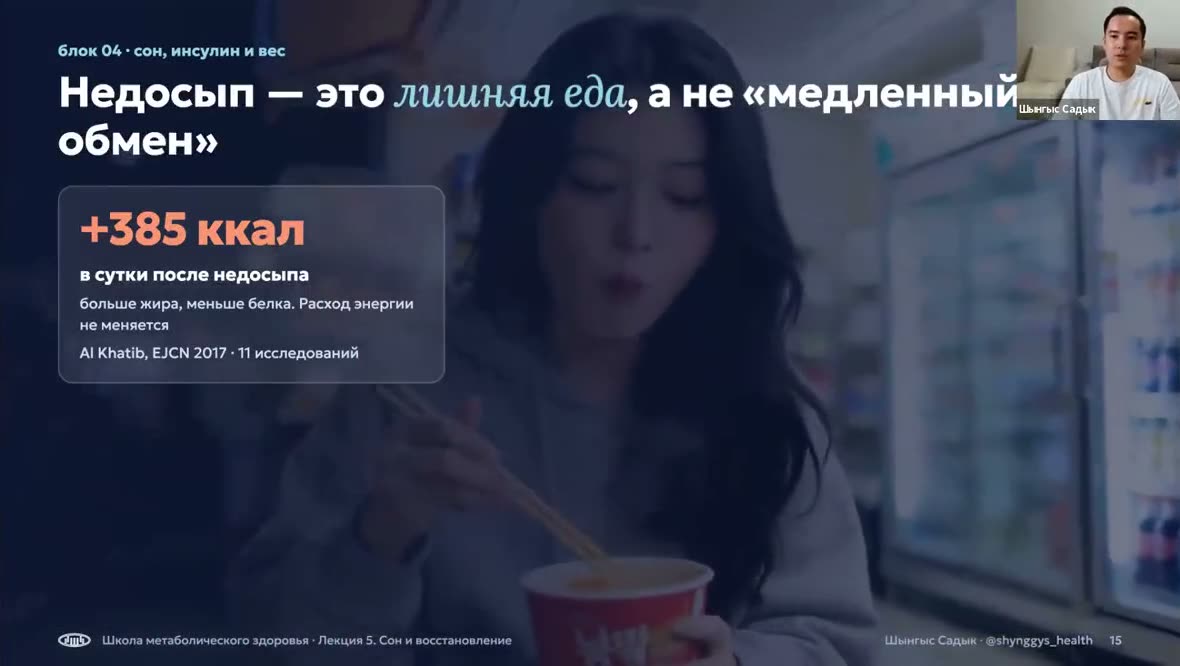 блок 04 · сон, инсулин и вес
Недосып — это лишняя еда, а не «медленный
обмен»
Шынгыс Садык
+385 ккал
в сутки после недосыпа
больше жира, меньше белка. Расход энергии
не меняется
Al Khatib, EJCN 2017 · 11 исследований
Школа метаболического здоровья · Лекция 5. Сон и восстановление
Шынгыс Садык · @shynggys_health 15